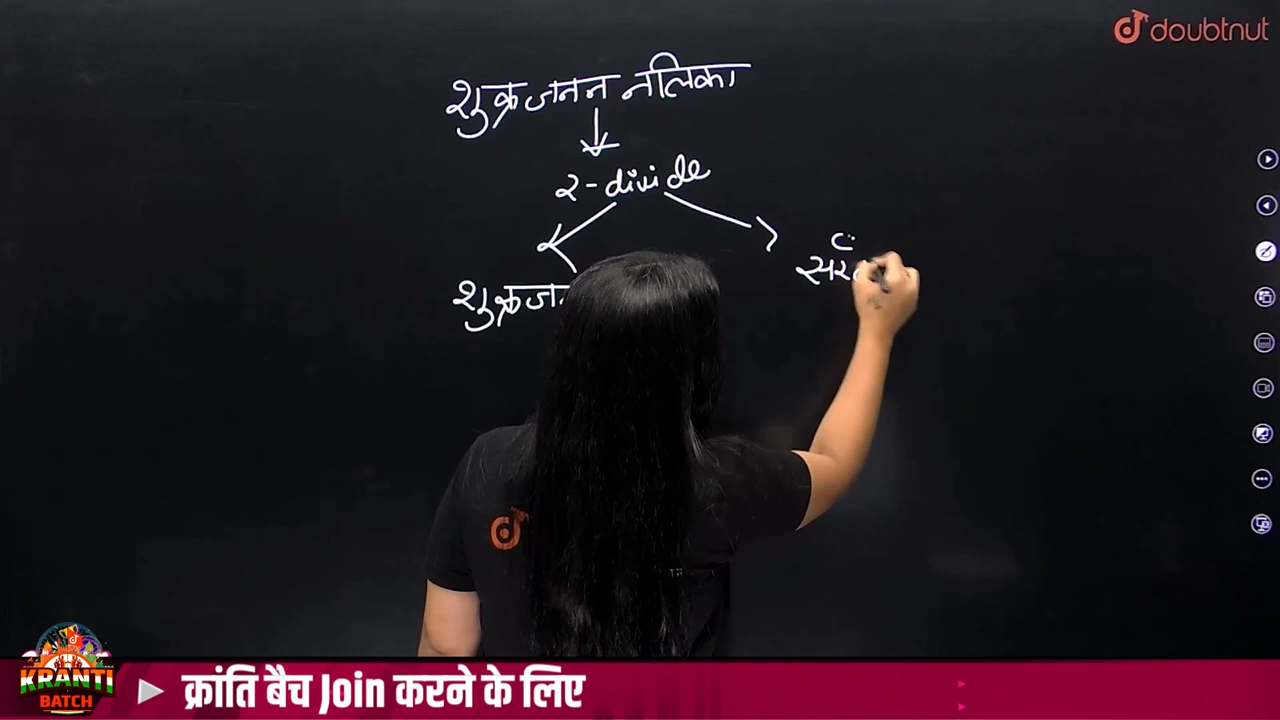 doubtnut
शुक्रजनन नलिका
2-divide
KRANTI
BATCH
क्रांति बैच Join करने के लिए